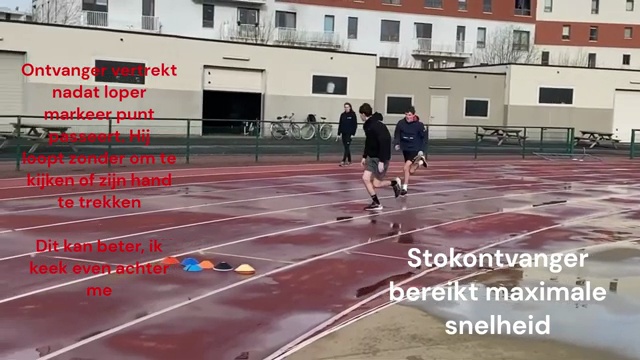 Ontvanger vertrekt
nadat loper
markeer punt
passeert. Hij
loopt zonder om te
kijken of zijn hand
te trekken
Dit kan beter, ik
keek even achter
me
Stokontvanger
bereikt maximale
snelheid